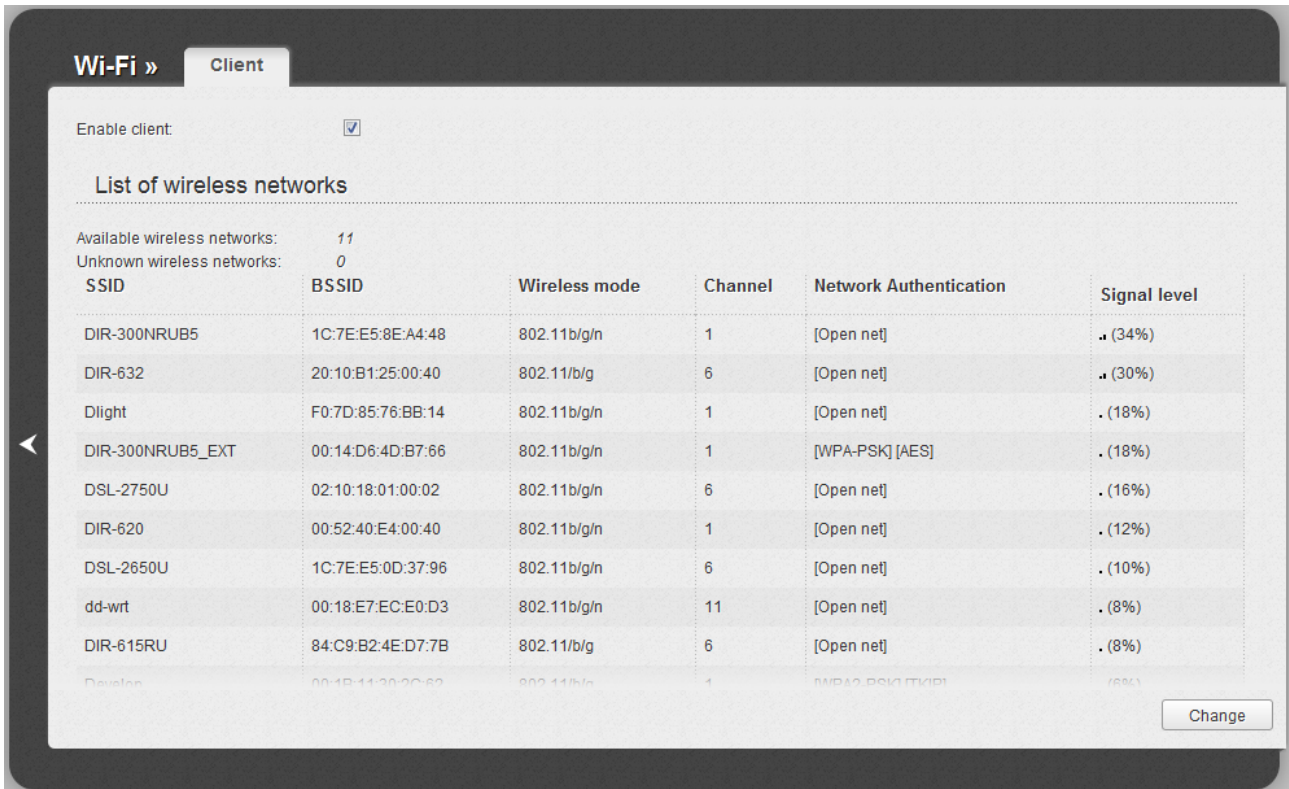 Wi-Fi » Client
Enable client:
List of wireless networks
Available wireless networks: 11
Unknown wireless networks: 0
SSID BSSID Wireless mode Channel Network Authentication Signal level
DIR-300NRUB5 1C:7E:E5:8E:A4:48 802.11b/g/n 1 [Open net] (34%)
DIR-632 20:10:B1:25:00:40 802.11/b/g 6 [Open net] (30%)
Dlight F0:7D:85:76:BB:14 802.11b/g/n 1 [Open net] (18%)
DIR-300NRUB5_EXT 00:14:D6:4D:B7:66 802.11b/g/n 1 [WPA-PSK] [AES] (18%)
DSL-2750U 02:10:18:01:00:02 802.11b/g/n 6 [Open net] (16%)
DIR-620 00:52:40:E4:00:40 802.11b/g/n 1 [Open net] (12%)
DSL-2650U 1C:7E:E5:0D:37:96 802.11b/g/n 6 [Open net] (10%)
dd-wrt 00:18:E7:EC:E0:D3 802.11b/g/n 11 [Open net] (8%)
DIR-615RU 84:C9:B2:4E:D7:7B 802.11/b/g 6 [Open net] (8%)
802.11/b/g 1 [WPA2-PSK] [TKIP] (6%)
Change